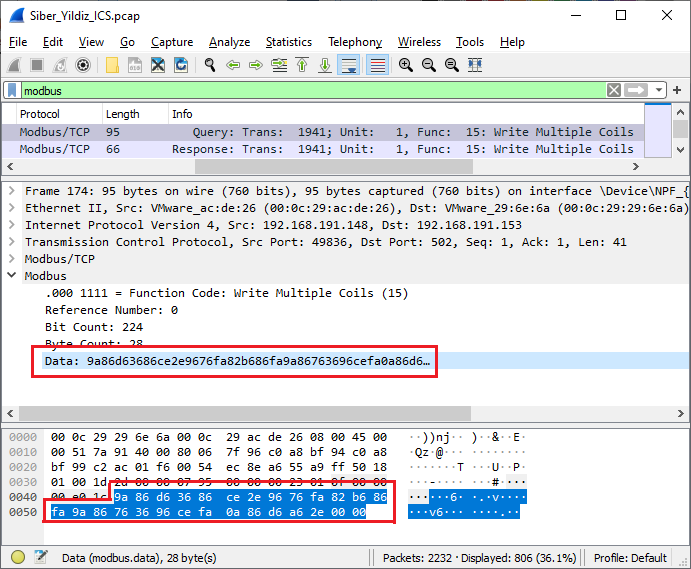 Siber_Yildiz_ICS.pcap
File Edit View Go Capture Analyze Statistics Telephony Wireless Tools Help
modbus
Protocol Length Info
Modbus/TCP 95 Query: Trans: 1941; Unit: 1, Func: 15: Write Multiple Coils
Modbus/TCP 66 Response: Trans: 1941; Unit: 1, Func: 15: Write Multiple Coils
Frame 174: 95 bytes on wire (760 bits), 95 bytes captured (760 bits) on interface \Device\NPF_{
Ethernet II, Src: VMware_ac:de:26 (00:0c:29:ac:de:26), Dst: VMware_29:6e:6a (00:0c:29:29:6e:6a)
Internet Protocol Version 4, Src: 192.168.191.148, Dst: 192.168.191.153
Transmission Control Protocol, Src Port: 49836, Dst Port: 502, Seq: 1, Ack: 1, Len: 41
Modbus/TCP
Modbus
.000 1111 = Function Code: Write Multiple Coils (15)
Reference Number: 0
Bit Count: 224
Byte Count: 28
Data: 9a86d63686ce2e9676fa82b686fa9a86763696cefa0a86d6…
0000 00 0c 29 29 6e 6a 00 0c 29 ac de 26 08 00 45 00 ··))nj·· )··&··E·
0010 00 51 7a 91 40 00 80 06 7f 96 c0 a8 bf 94 c0 a8 ·Qz·@··· ········
0020 bf 99 c2 ac 01 f6 00 54 ec 8e a6 55 a9 ff 50 18 ·······T ···U··P·
0030 01 00 1d 2d 00 00 07 95 00 00 00 23 01 0f 00 00 ···-···· ···#····
0040 00 e0 1c 9a 86 d6 36 86 ce 2e 96 76 fa 82 b6 86 ······6· ·.·v····
0050 fa 9a 86 76 36 96 ce fa 0a 86 d6 a2 2e 00 00 ···v6··· ····.··
Data (modbus.data), 28 byte(s) Packets: 2232 · Displayed: 806 (36.1%) Profile: Default